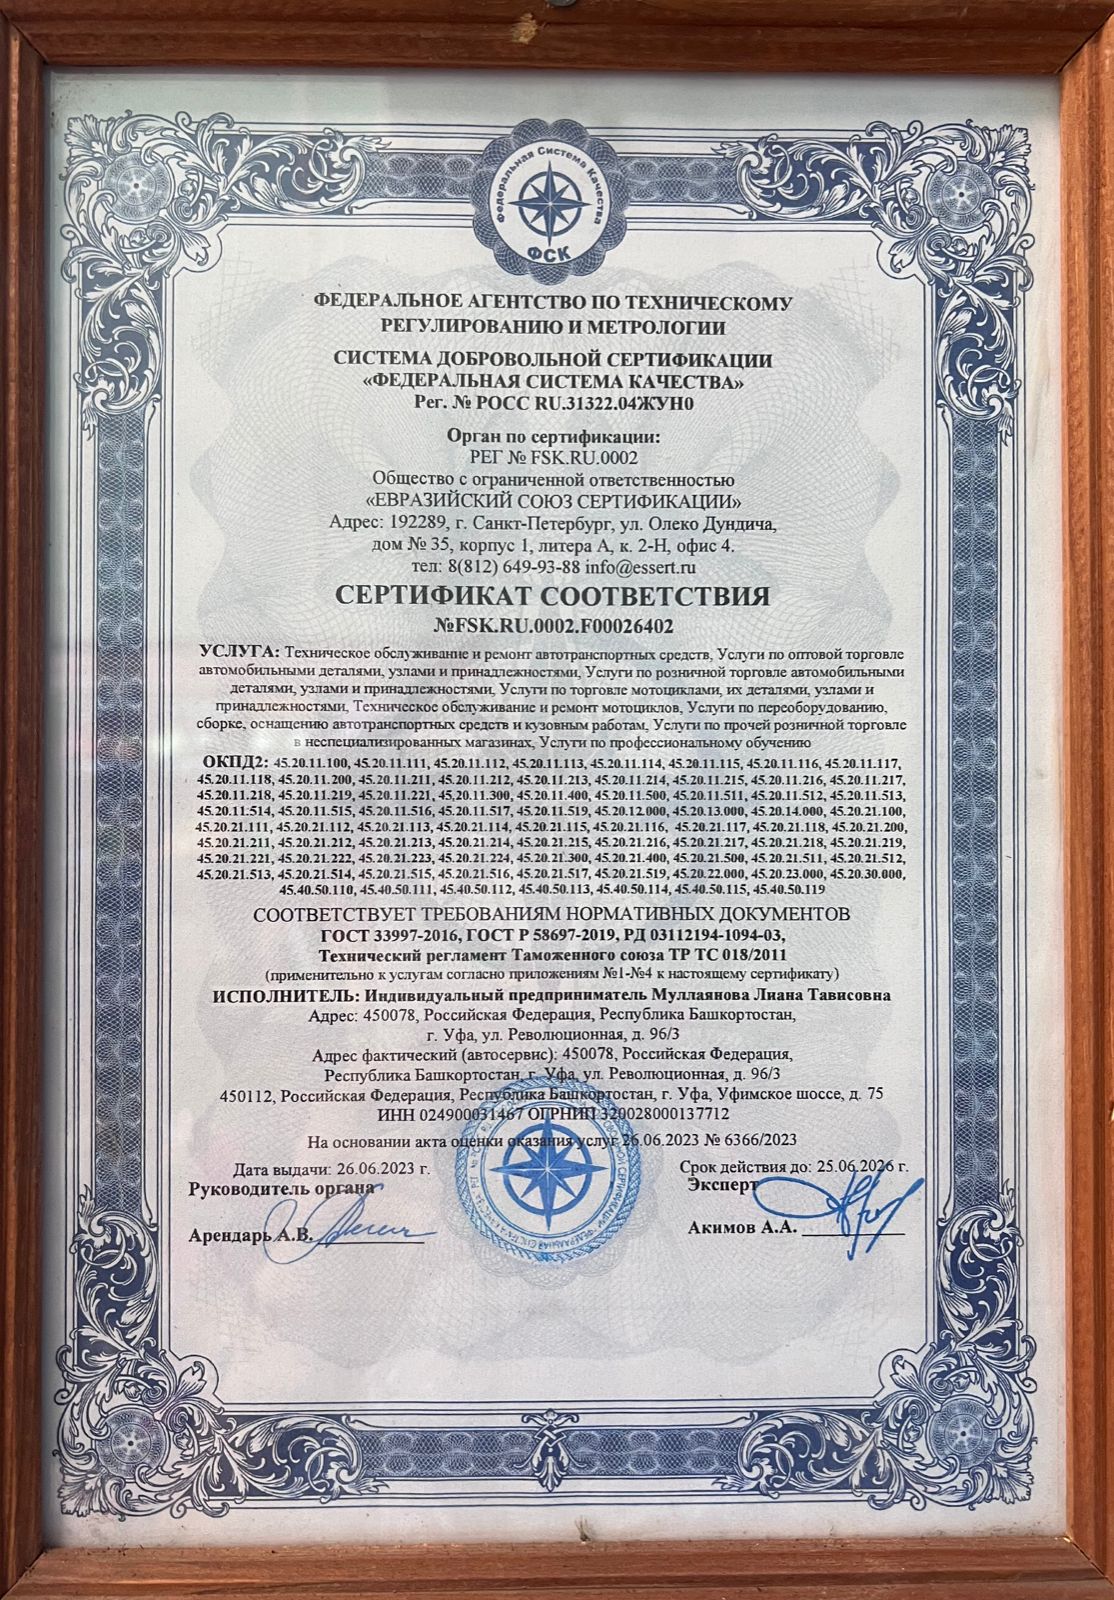 Федеральная Система Качества
ФСК
ФЕДЕРАЛЬНОЕ АГЕНТСТВО ПО ТЕХНИЧЕСКОМУ
РЕГУЛИРОВАНИЮ И МЕТРОЛОГИИ
СИСТЕМА ДОБРОВОЛЬНОЙ СЕРТИФИКАЦИИ
«ФЕДЕРАЛЬНАЯ СИСТЕМА КАЧЕСТВА»
Рег. № РОСС RU.31322.04ЖУН0
Орган по сертификации:
РЕГ № FSK.RU.0002
Общество с ограниченной ответственностью
«ЕВРАЗИЙСКИЙ СОЮЗ СЕРТИФИКАЦИИ»
Адрес: 192289, г. Санкт-Петербург, ул. Олеко Дундича,
дом № 35, корпус 1, литера А, к. 2-Н, офис 4.
тел: 8(812) 649-93-88 info@essert.ru
СЕРТИФИКАТ СООТВЕТСТВИЯ
№FSK.RU.0002.F00026402
УСЛУГА: Техническое обслуживание и ремонт автотранспортных средств, Услуги по оптовой торговле
автомобильными деталями, узлами и принадлежностями, Услуги по розничной торговле автомобильными
деталями, узлами и принадлежностями, Услуги по торговле мотоциклами, их деталями, узлами и
принадлежностями, Техническое обслуживание и ремонт мотоциклов, Услуги по переоборудованию,
сборке, оснащению автотранспортных средств и кузовным работам, Услуги по прочей розничной торговле
в неспециализированных магазинах, Услуги по профессиональному обучению
ОКПД2: 45.20.11.100, 45.20.11.111, 45.20.11.112, 45.20.11.113, 45.20.11.114, 45.20.11.115, 45.20.11.116, 45.20.11.117,
45.20.11.118, 45.20.11.200, 45.20.11.211, 45.20.11.212, 45.20.11.213, 45.20.11.214, 45.20.11.215, 45.20.11.216, 45.20.11.217,
45.20.11.218, 45.20.11.219, 45.20.11.221, 45.20.11.300, 45.20.11.400, 45.20.11.500, 45.20.11.511, 45.20.11.512, 45.20.11.513,
45.20.11.514, 45.20.11.515, 45.20.11.516, 45.20.11.517, 45.20.11.519, 45.20.12.000, 45.20.13.000, 45.20.14.000, 45.20.21.100,
45.20.21.111, 45.20.21.112, 45.20.21.113, 45.20.21.114, 45.20.21.115, 45.20.21.116, 45.20.21.117, 45.20.21.118, 45.20.21.200,
45.20.21.211, 45.20.21.212, 45.20.21.213, 45.20.21.214, 45.20.21.215, 45.20.21.216, 45.20.21.217, 45.20.21.218, 45.20.21.219,
45.20.21.221, 45.20.21.222, 45.20.21.223, 45.20.21.224, 45.20.21.300, 45.20.21.400, 45.20.21.500, 45.20.21.511, 45.20.21.512,
45.20.21.513, 45.20.21.514, 45.20.21.515, 45.20.21.516, 45.20.21.517, 45.20.21.519, 45.20.22.000, 45.20.23.000, 45.20.30.000,
45.40.50.110, 45.40.50.111, 45.40.50.112, 45.40.50.113, 45.40.50.114, 45.40.50.115, 45.40.50.119
СООТВЕТСТВУЕТ ТРЕБОВАНИЯМ НОРМАТИВНЫХ ДОКУМЕНТОВ
ГОСТ 33997-2016, ГОСТ Р 58697-2019, РД 03112194-1094-03,
Технический регламент Таможенного союза ТР ТС 018/2011
(применительно к услугам согласно приложениям №1-№4 к настоящему сертификату)
ИСПОЛНИТЕЛЬ: Индивидуальный предприниматель Муллаянова Лиана Тависовна
Адрес: 450078, Российская Федерация, Республика Башкортостан,
г. Уфа, ул. Революционная, д. 96/3
Адрес фактический (автосервис): 450078, Российская Федерация,
Республика Башкортостан, г. Уфа, ул. Революционная, д. 96/3
450112, Российская Федерация, Республика Башкортостан, г. Уфа, Уфимское шоссе, д. 75
ИНН 024900031467 ОГРНИП 320028000137712
На основании акта оценки оказания услуг 26.06.2023 № 6366/2023
Дата выдачи: 26.06.2023 г. Срок действия до: 25.06.2026 г.
Руководитель органа Эксперт
Арендарь А.В. Акимов А.А.